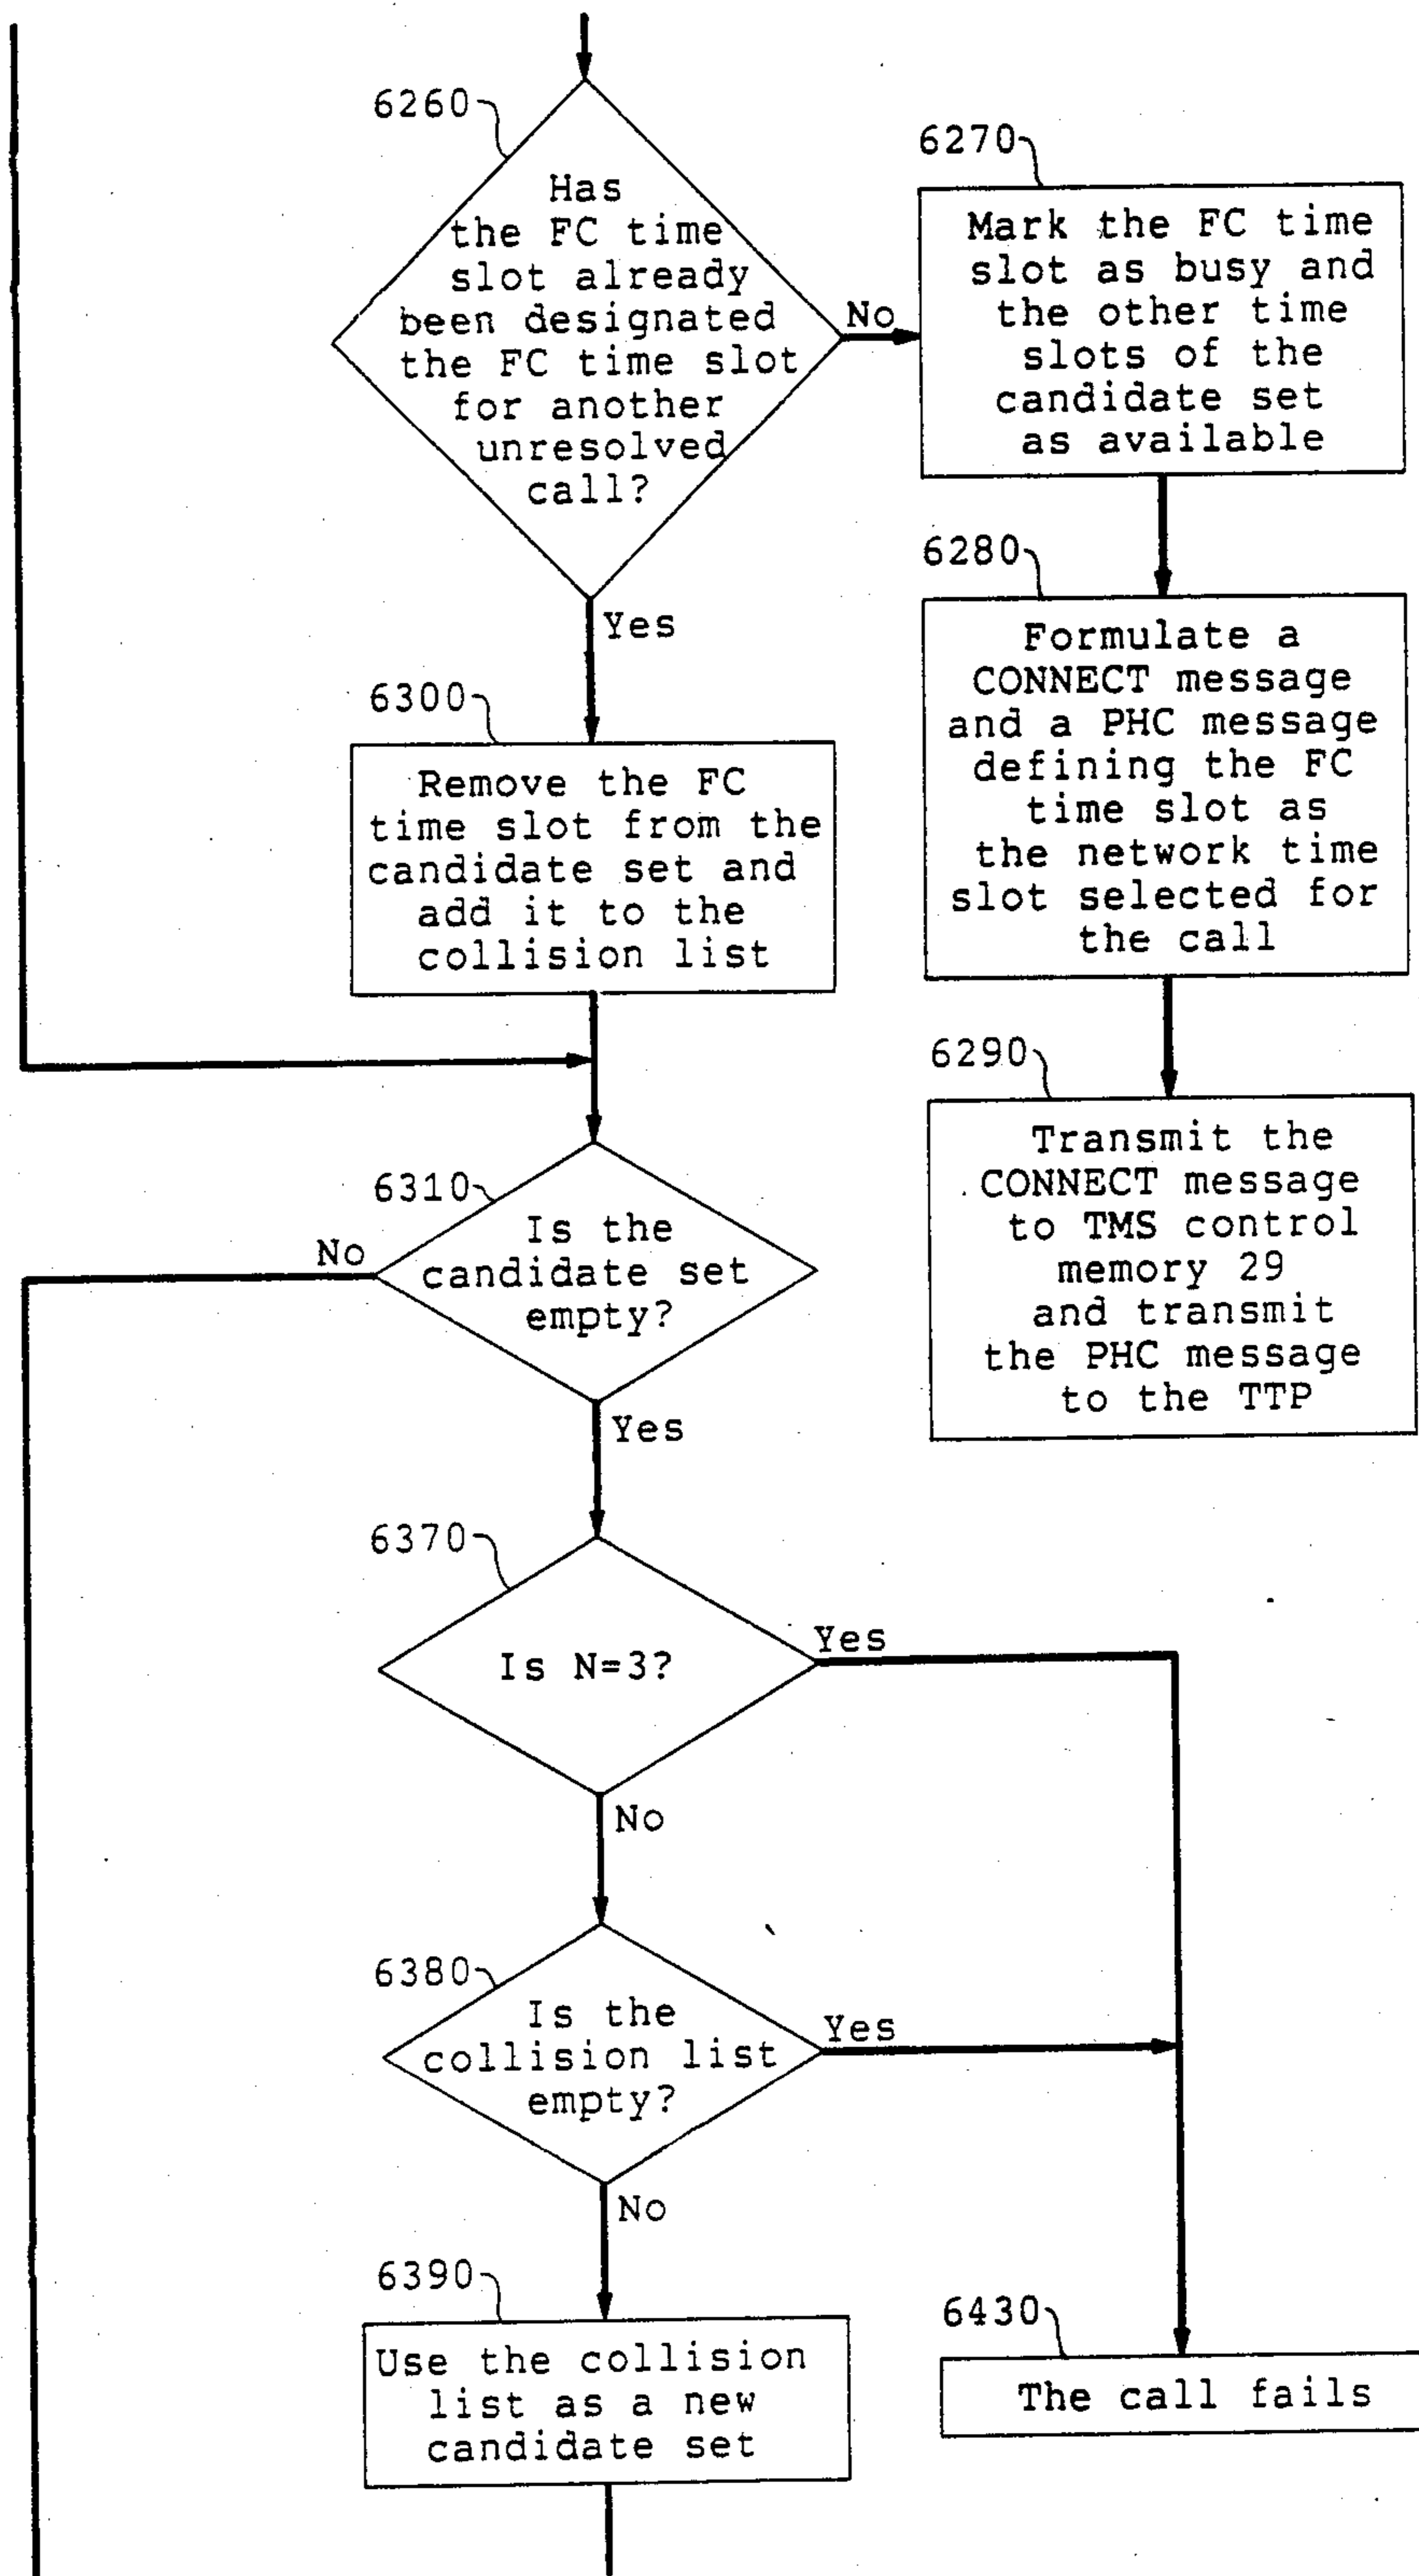 6260
Has
the FC time
slot already
been designated
the FC time slot
for another
unresolved
call?
No
Yes
6270
Mark the FC time
slot as busy and
the other time
slots of the
candidate set
as available
6280
Formulate a
CONNECT message
and a PHC message
defining the FC
time slot as
the network time
slot selected for
the call
6290
Transmit the
CONNECT message
to TMS control
memory 29
and transmit
the PHC message
to the TTP
6300
Remove the FC
time slot from the
candidate set and
add it to the
collision list
6310
Is the
candidate set
empty?
No
Yes
6370
Is N=3?
Yes
No
6380
Is the
collision list
empty?
Yes
No
6390
Use the collision
list as a new
candidate set
6430
The call fails